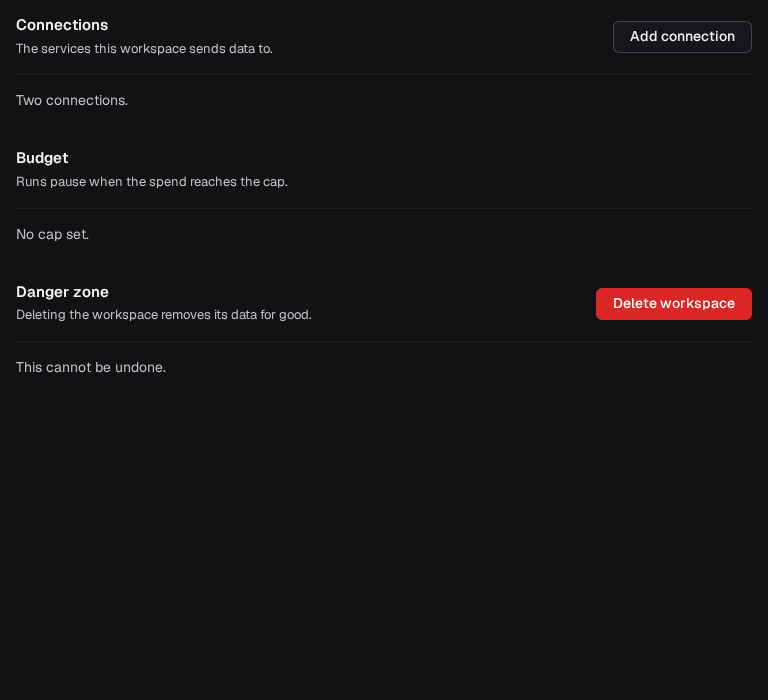 Connections
The services this workspace sends data to.
Add connection
Two connections.
Budget
Runs pause when the spend reaches the cap.
No cap set.
Danger zone
Deleting the workspace removes its data for good.
Delete workspace
This cannot be undone.